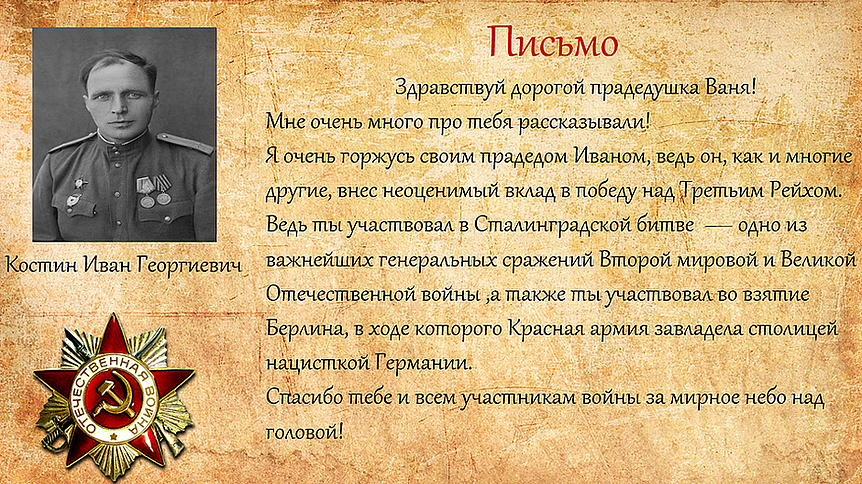 Письмо
Здравствуй дорогой прадедушка Ваня!
Мне очень много про тебя рассказывали!
Я очень горжусь своим прадедом Иваном, ведь он, как и многие
другие, внес неоценимый вклад в победу над Третьим Рейхом.
Ведь ты участвовал в Сталинградской битве — одно из
важнейших генеральных сражений Второй мировой и Великой
Отечественной войны ,а также ты участвовал во взятие
Берлина, в ходе которого Красная армия завладела столицей
нацисткой Германии.
Спасибо тебе и всем участникам войны за мирное небо над
головой!
Костин Иван Георгиевич
ОТЕЧЕСТВЕННАЯ ВОЙНА